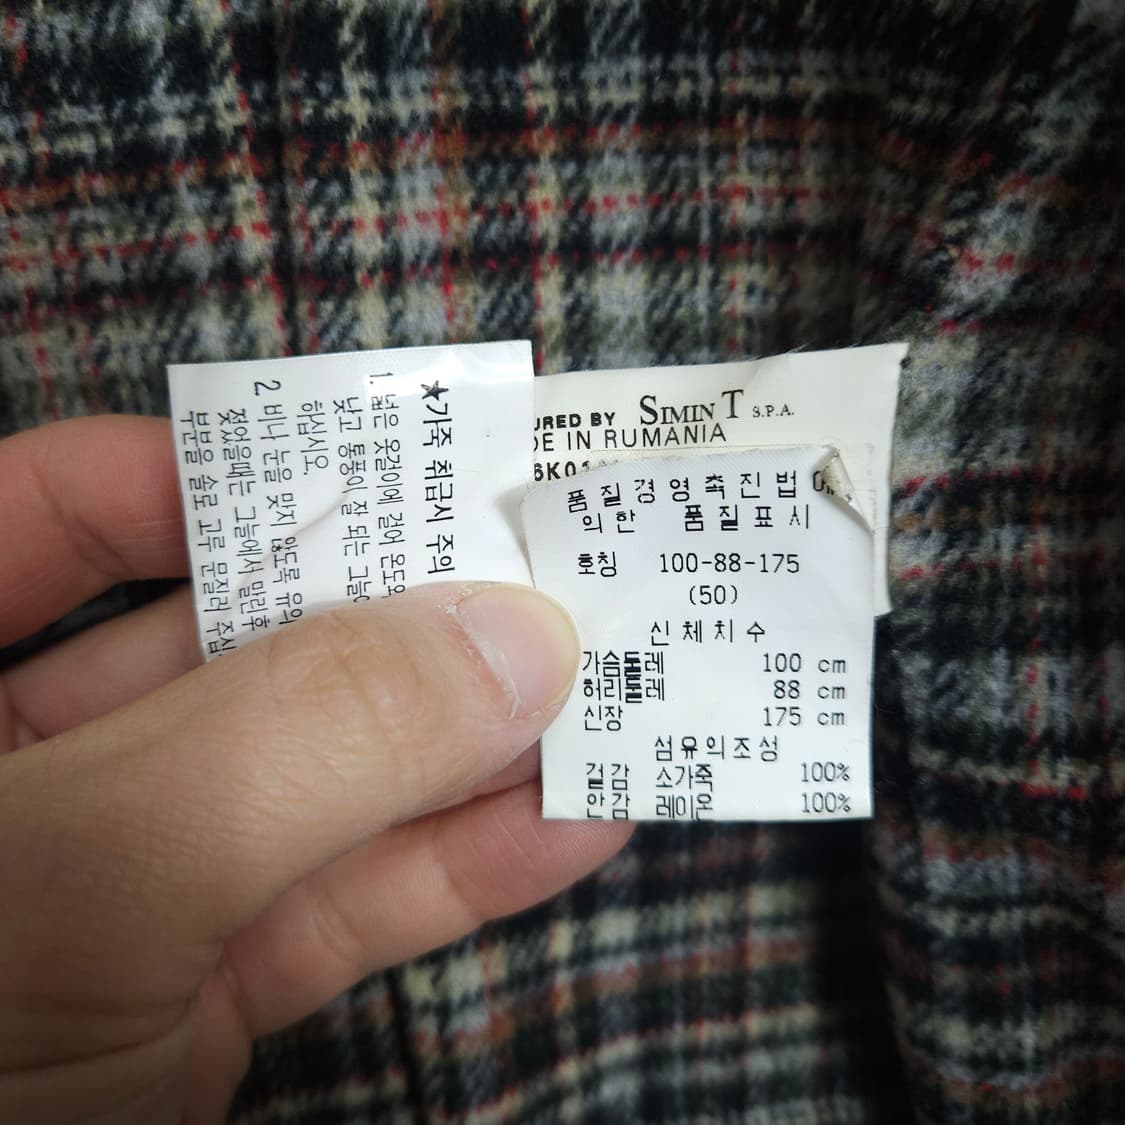 ★가죽 취급시 주의
1. 넓은 옷걸이에 걸어 온도와
낮고 통풍이 잘 되는
하십시오.
2 비나 눈을 맞지 않도록 유의
젖었을때는 그늘에서 말린후
부분을 솔로 고루 문질러 주십시
URED BY SIMIN T S.P.A.
DE IN RUMANIA
6K01
품질경영촉진법
의한 품질표시
호칭 100-88-175
(50)
신체치수
가슴둘레 100 cm
허리둘레 88 cm
신장 175 cm
섬유의조성
겉감 소가죽 100%
안감 레이온 100%